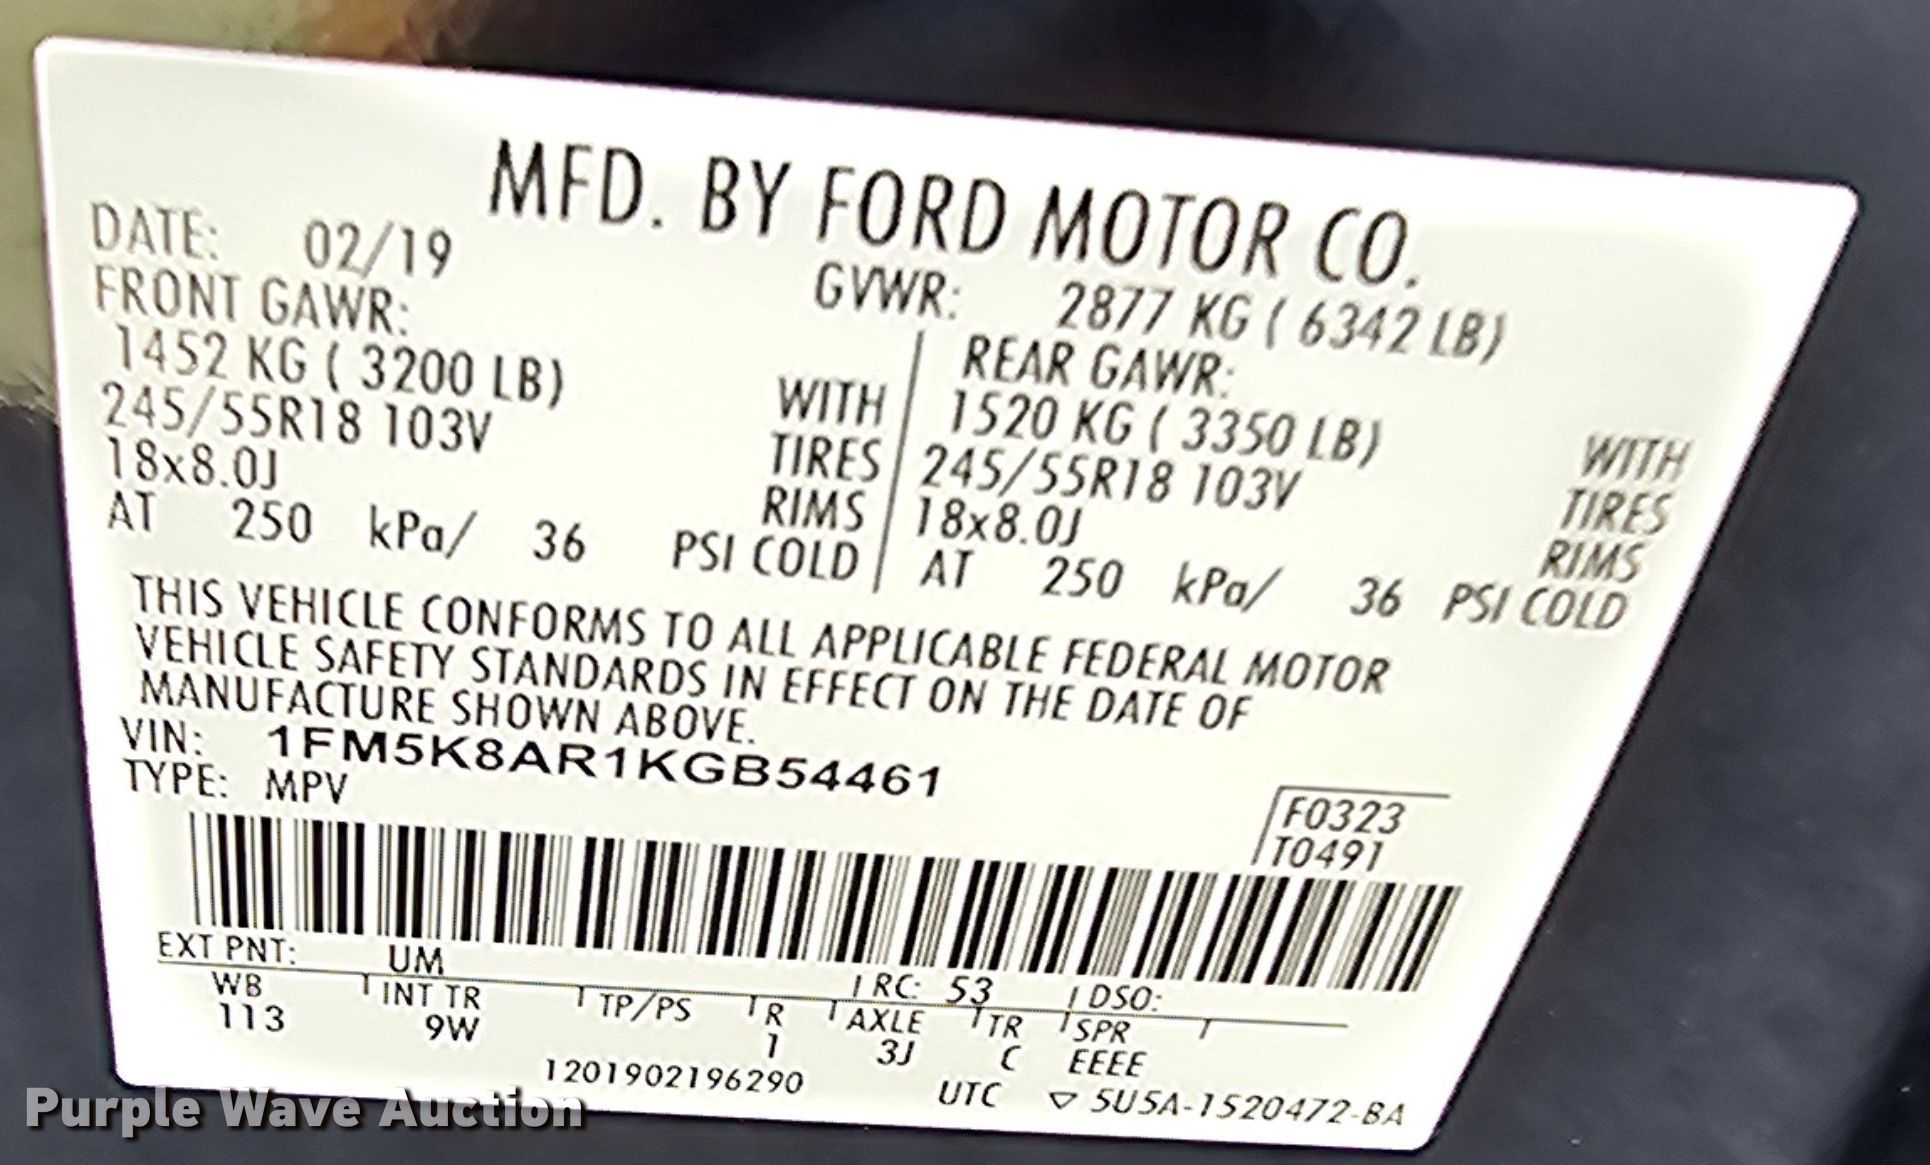 MFD. BY FORD MOTOR CO.
DATE: 02/19 GVWR: 2877 KG ( 6342 LB)
FRONT GAWR: REAR GAWR:
1452 KG ( 3200 LB) WITH 1520 KG ( 3350 LB) WITH
245/55R18 103V TIRES 245/55R18 103V TIRES
18x8.0J RIMS 18x8.0J RIMS
AT 250 kPa/ 36 PSI COLD AT 250 kPa/ 36 PSI COLD
THIS VEHICLE CONFORMS TO ALL APPLICABLE FEDERAL MOTOR
VEHICLE SAFETY STANDARDS IN EFFECT ON THE DATE OF
MANUFACTURE SHOWN ABOVE.
VIN: 1FM5K8AR1KGB54461
TYPE: MPV
F0323
T0491
EXT PNT: UM RC: 53 DSO:
WB INT TR TP/PS R AXLE TR SPR
113 9W 1 3J C EEEE
1201902196290 UTC ▽ 5U5A-1520472-BA
Purple Wave Auction